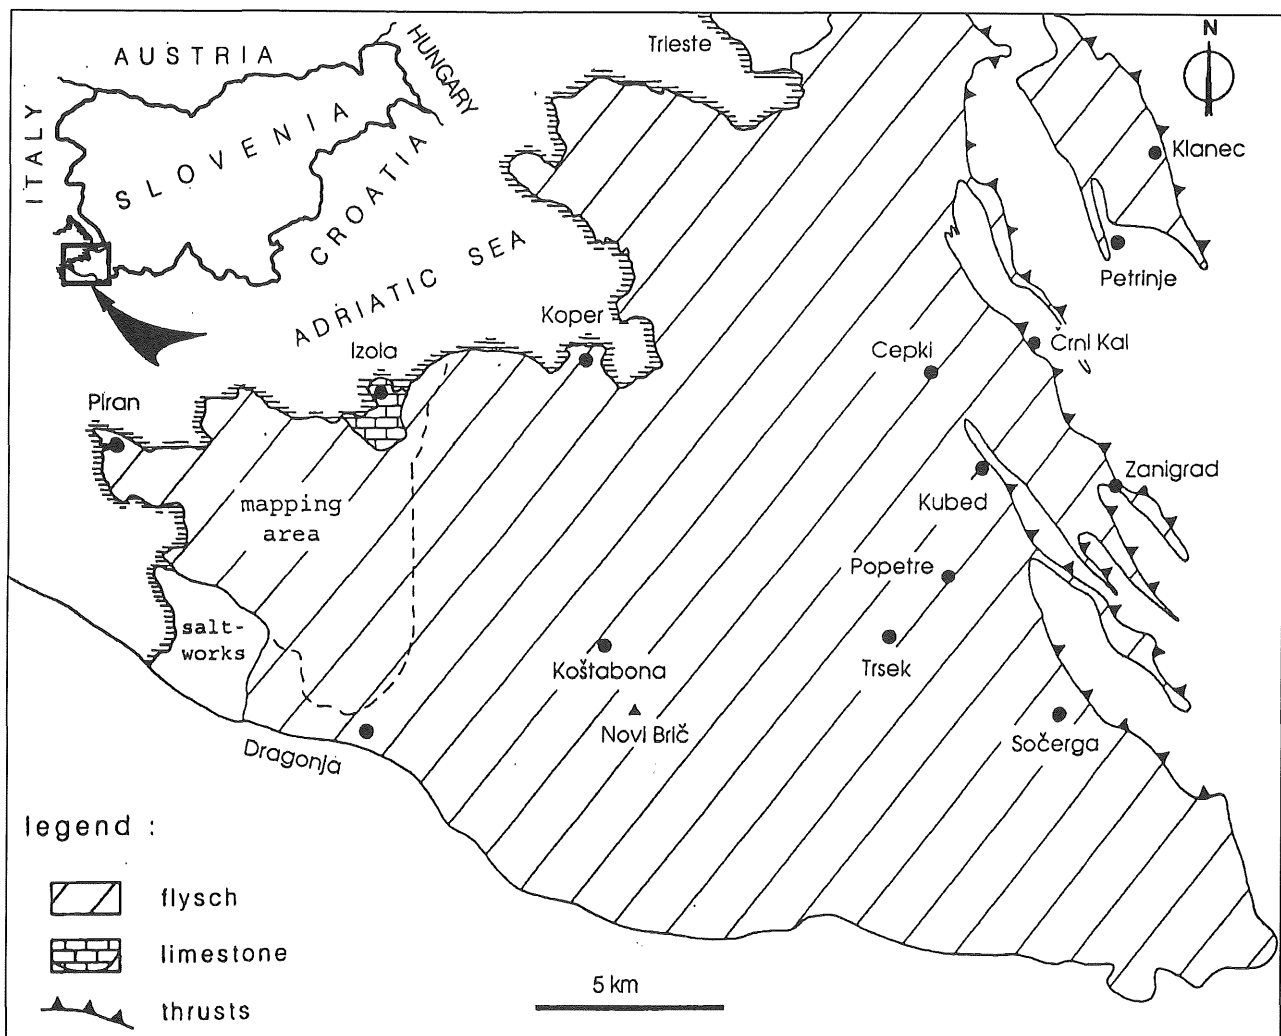 AUSTRIA
HUNGARY
ITALY
SLOVENIA
CROATIA
ADRIATIC SEA
Trieste
N
Klanec
Petrinje
Koper
Izola
Črni Kal
Cepki
Piran
Zanigrad
Kubed
mapping
area
Popetre
salt-
works
Koštabona
Trsek
Novi Brič
Sočerga
Dragonja
legend :
flysch
limestone
thrusts
5 km